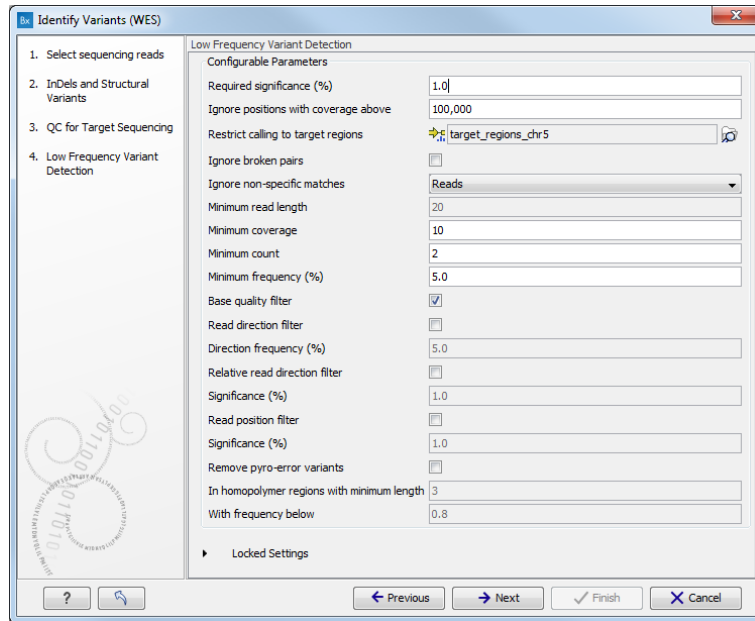 Bx Identify Variants (WES) x
1. Select sequencing reads
2. InDels and Structural
Variants
3. QC for Target Sequencing
4. Low Frequency Variant
Detection
Low Frequency Variant Detection
Configurable Parameters
Required significance (%) 1.0
Ignore positions with coverage above 100,000
Restrict calling to target regions target_regions_chr5
Ignore broken pairs
Ignore non-specific matches Reads
Minimum read length 20
Minimum coverage 10
Minimum count 2
Minimum frequency (%) 5.0
Base quality filter
Read direction filter
Direction frequency (%) 5.0
Relative read direction filter
Significance (%) 1.0
Read position filter
Significance (%) 1.0
Remove pyro-error variants
In homopolymer regions with minimum length 3
With frequency below 0.8
Locked Settings
? Previous Next Finish Cancel